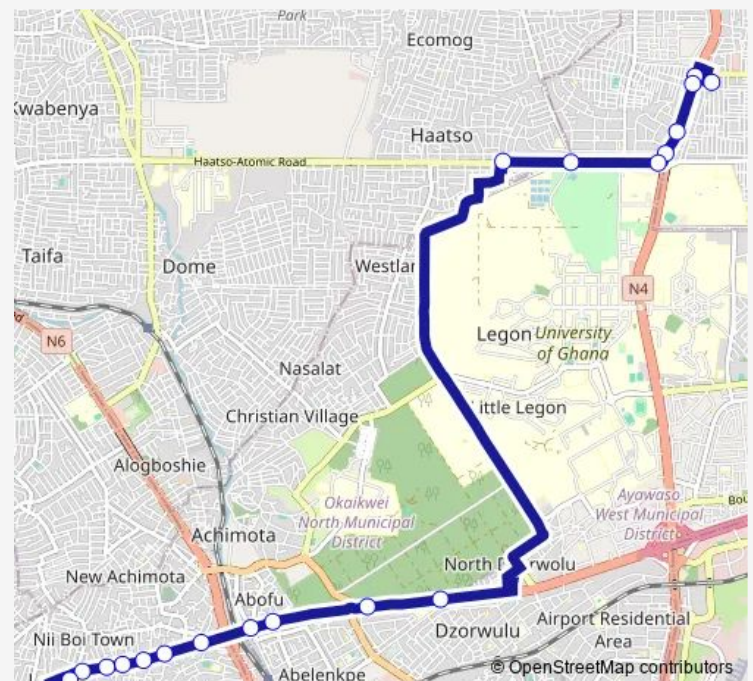 Park
Ecomog
Kwabenya
Haatso
Haatso-Atomic Road
Taifa
Dome
N4
N6
Legon
University
of Ghana
Nasalat
Little Legon
Christian Village
Alogboshie
Okaikwei
North Municipal
District
Ayawaso
West Municipal
District
Achimota
New Achimota
Abofu
Nii Boi Town
Dzorwulu
Airport Residential
Area
Abelenkpe
© OpenStreetMap contributors